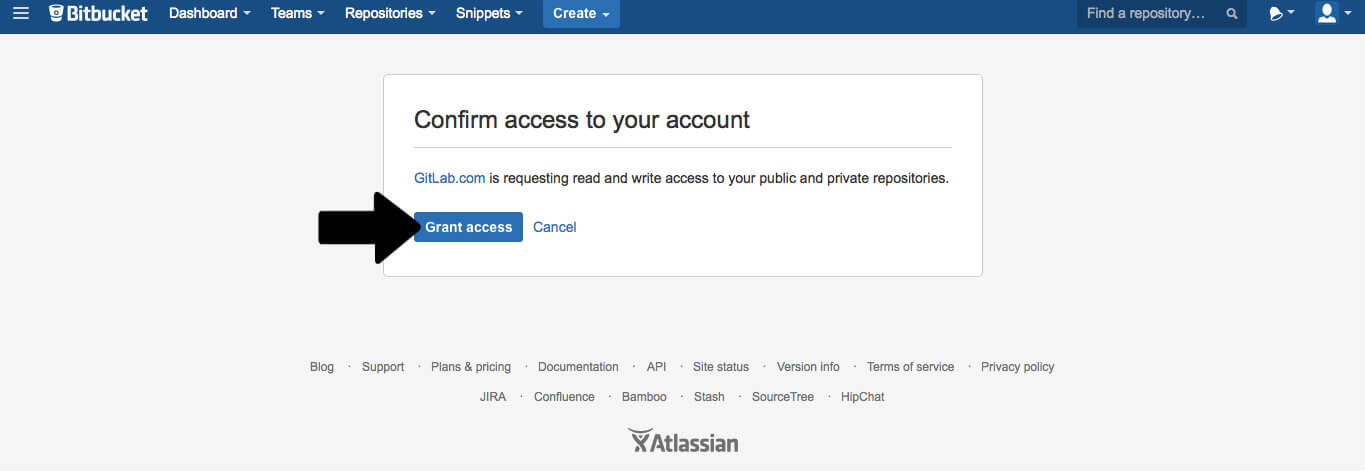 Bitbucket Dashboard Teams Repositories Snippets Create Find a repository...
Confirm access to your account
GitLab.com is requesting read and write access to your public and private repositories.
Grant access Cancel
Blog · Support · Plans & pricing · Documentation · API · Site status · Version info · Terms of service · Privacy policy
JIRA · Confluence · Bamboo · Stash · SourceTree · HipChat
Atlassian